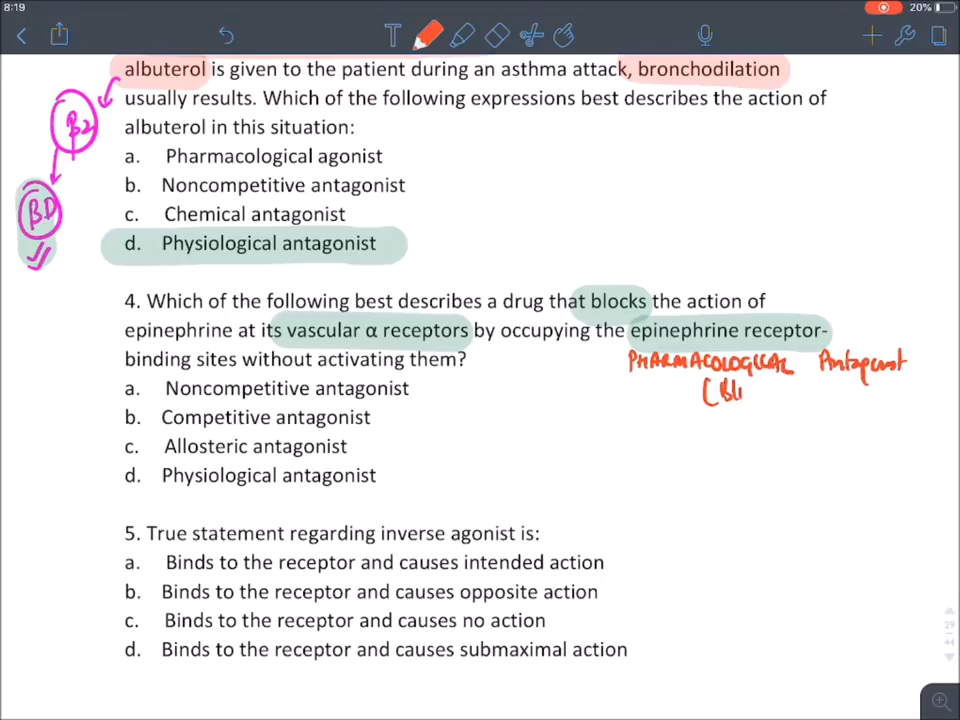 8:19
20%
T
albuterol is given to the patient during an asthma attack, bronchodilation
usually results. Which of the following expressions best describes the action of
B2
albuterol in this situation:
a. Pharmacological agonist
b. Noncompetitive antagonist
BD
c. Chemical antagonist
d. Physiological antagonist
4. Which of the following best describes a drug that blocks the action of
epinephrine at its vascular α receptors by occupying the epinephrine receptor-
binding sites without activating them?
PHARMACOLOGICAL Antagonist
a. Noncompetitive antagonist
(Bl
b. Competitive antagonist
c. Allosteric antagonist
d. Physiological antagonist
5. True statement regarding inverse agonist is:
a. Binds to the receptor and causes intended action
b. Binds to the receptor and causes opposite action
c. Binds to the receptor and causes no action
29
44
d. Binds to the receptor and causes submaximal action